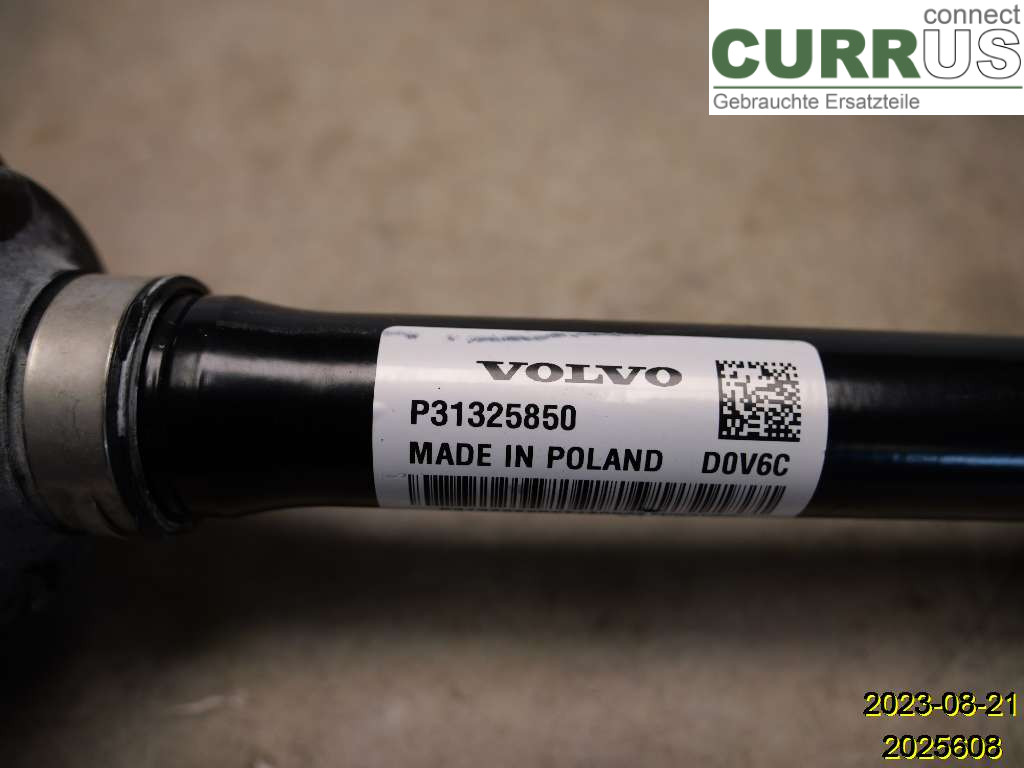 connect
CURRUS
Gebrauchte Ersatzteile
VOLVO
P31325850
MADE IN POLAND D0V6C
2023-08-21
2025608